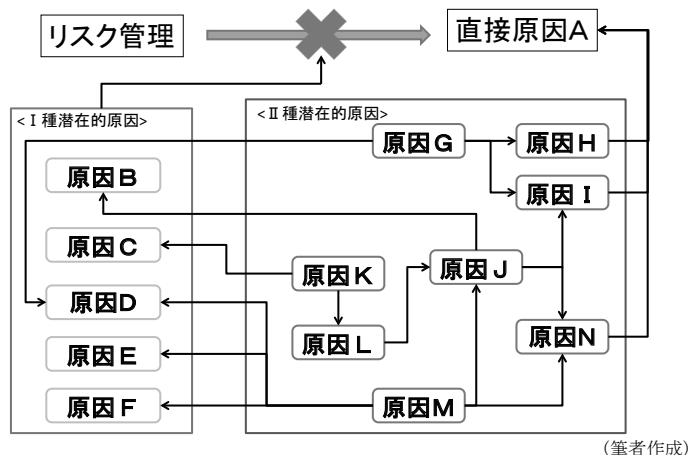 リスク管理
直接原因A
<Ⅰ種潜在的原因>
<Ⅱ種潜在的原因>
原因G
原因H
原因B
原因I
原因C
原因K
原因J
原因D
原因L
原因N
原因E
原因F
原因M
(筆者作成)